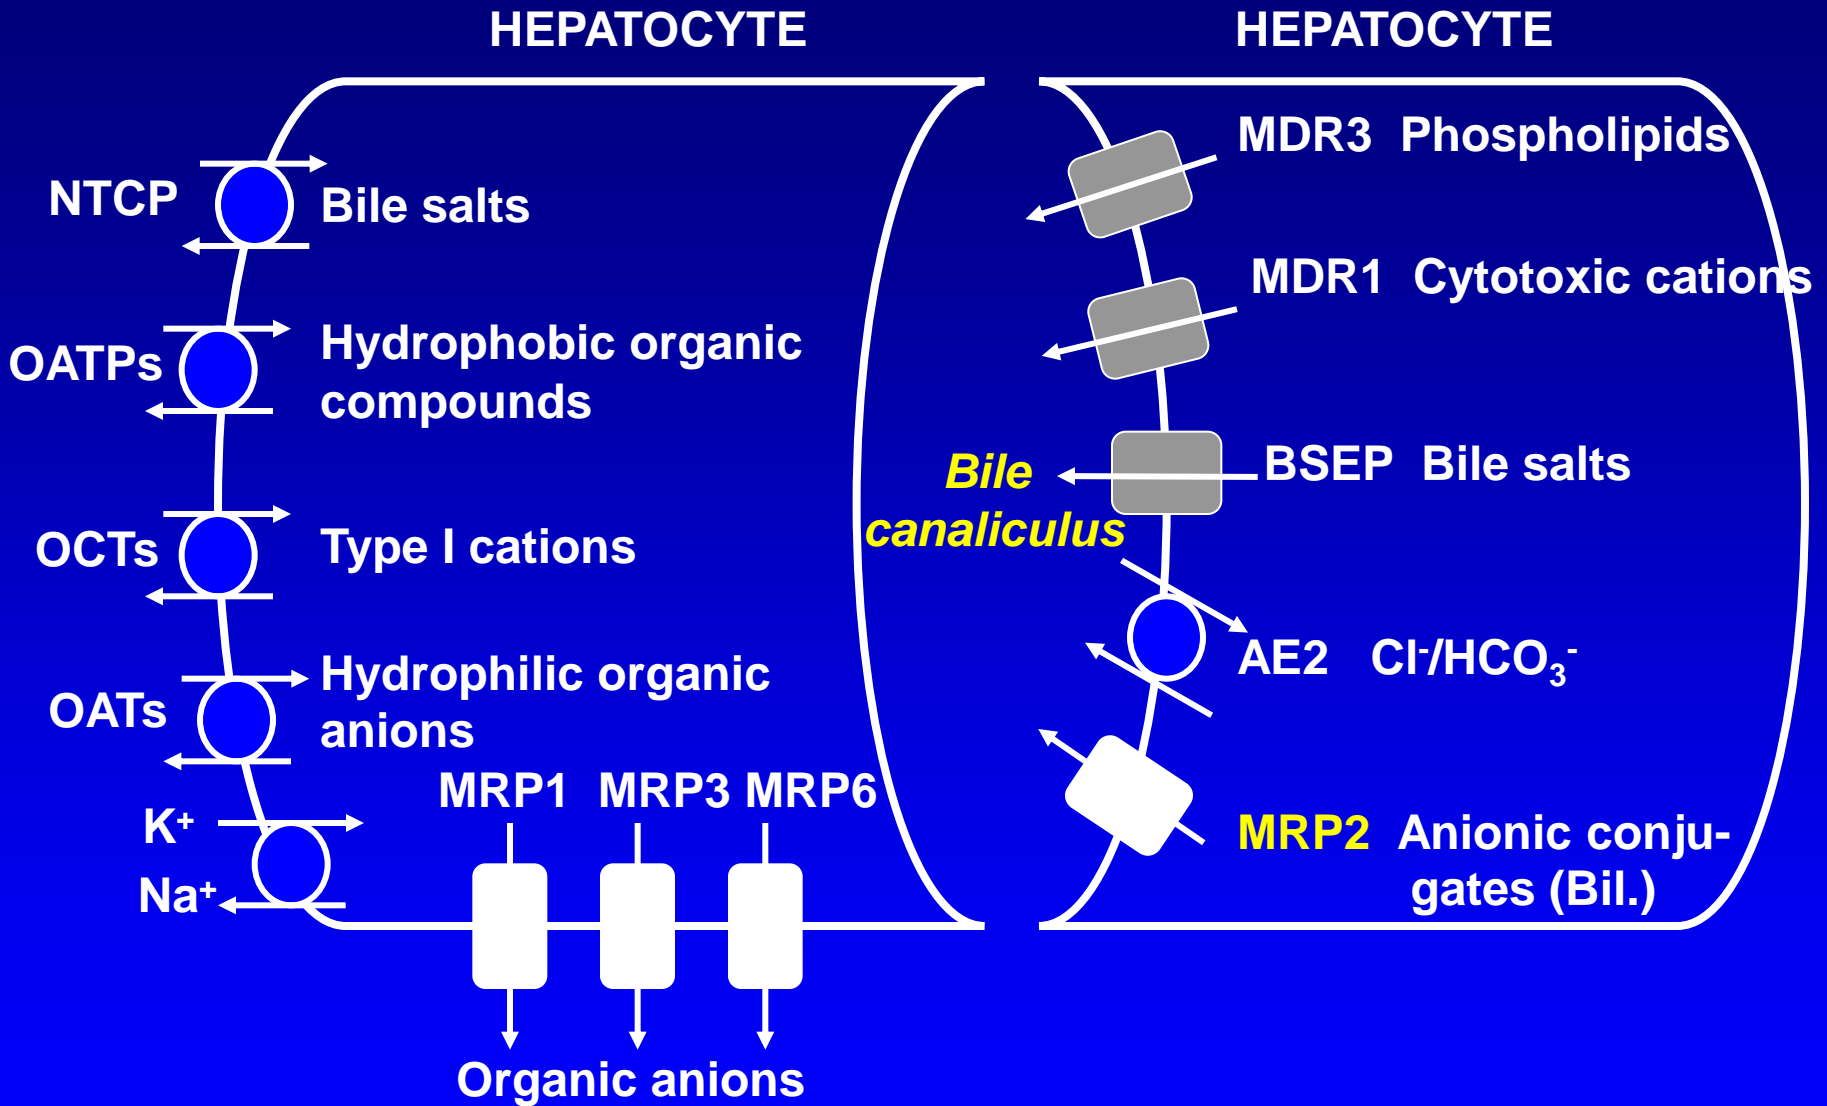 HEPATOCYTE
HEPATOCYTE
NTCP
Bile salts
OATPs
Hydrophobic organic
compounds
OCTs
Type I cations
OATs
Hydrophilic organic
anions
K⁺
Na⁺
MRP1 MRP3 MRP6
Organic anions
Bile
canaliculus
MDR3 Phospholipids
MDR1 Cytotoxic cations
BSEP Bile salts
AE2 Cl⁻/HCO₃⁻
MRP2 Anionic conju-
gates (Bil.)